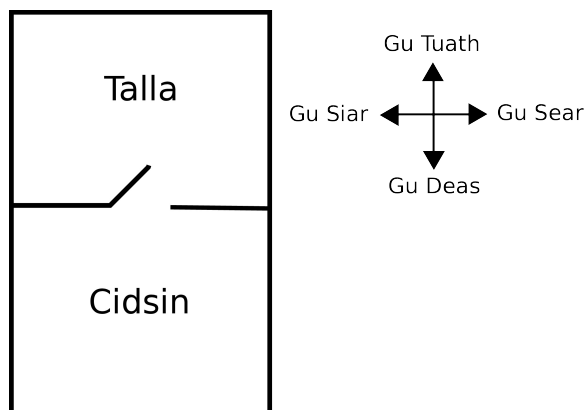 Talla
Cidsin
Gu Tuath
Gu Siar
Gu Sear
Gu Deas